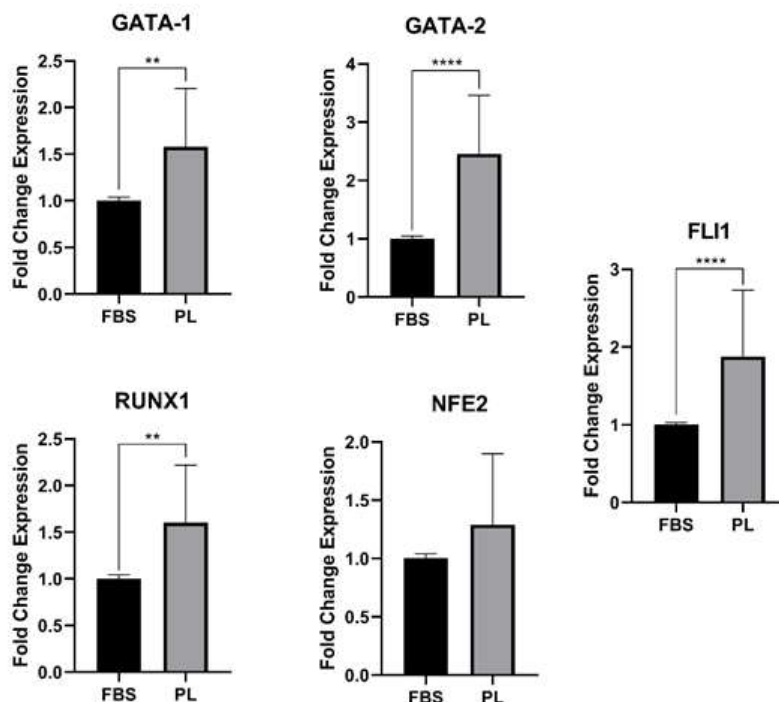 GATA-1
Fold Change Expression
2.5
2.0
1.5
1.0
0.5
0.0
**
FBS PL
GATA-2
Fold Change Expression
4
3
2
1
0
****
FBS PL
FLI1
Fold Change Expression
3
2
1
0
****
FBS PL
RUNX1
Fold Change Expression
2.5
2.0
1.5
1.0
0.5
0.0
**
FBS PL
NFE2
Fold Change Expression
2.0
1.5
1.0
0.5
0.0
FBS PL